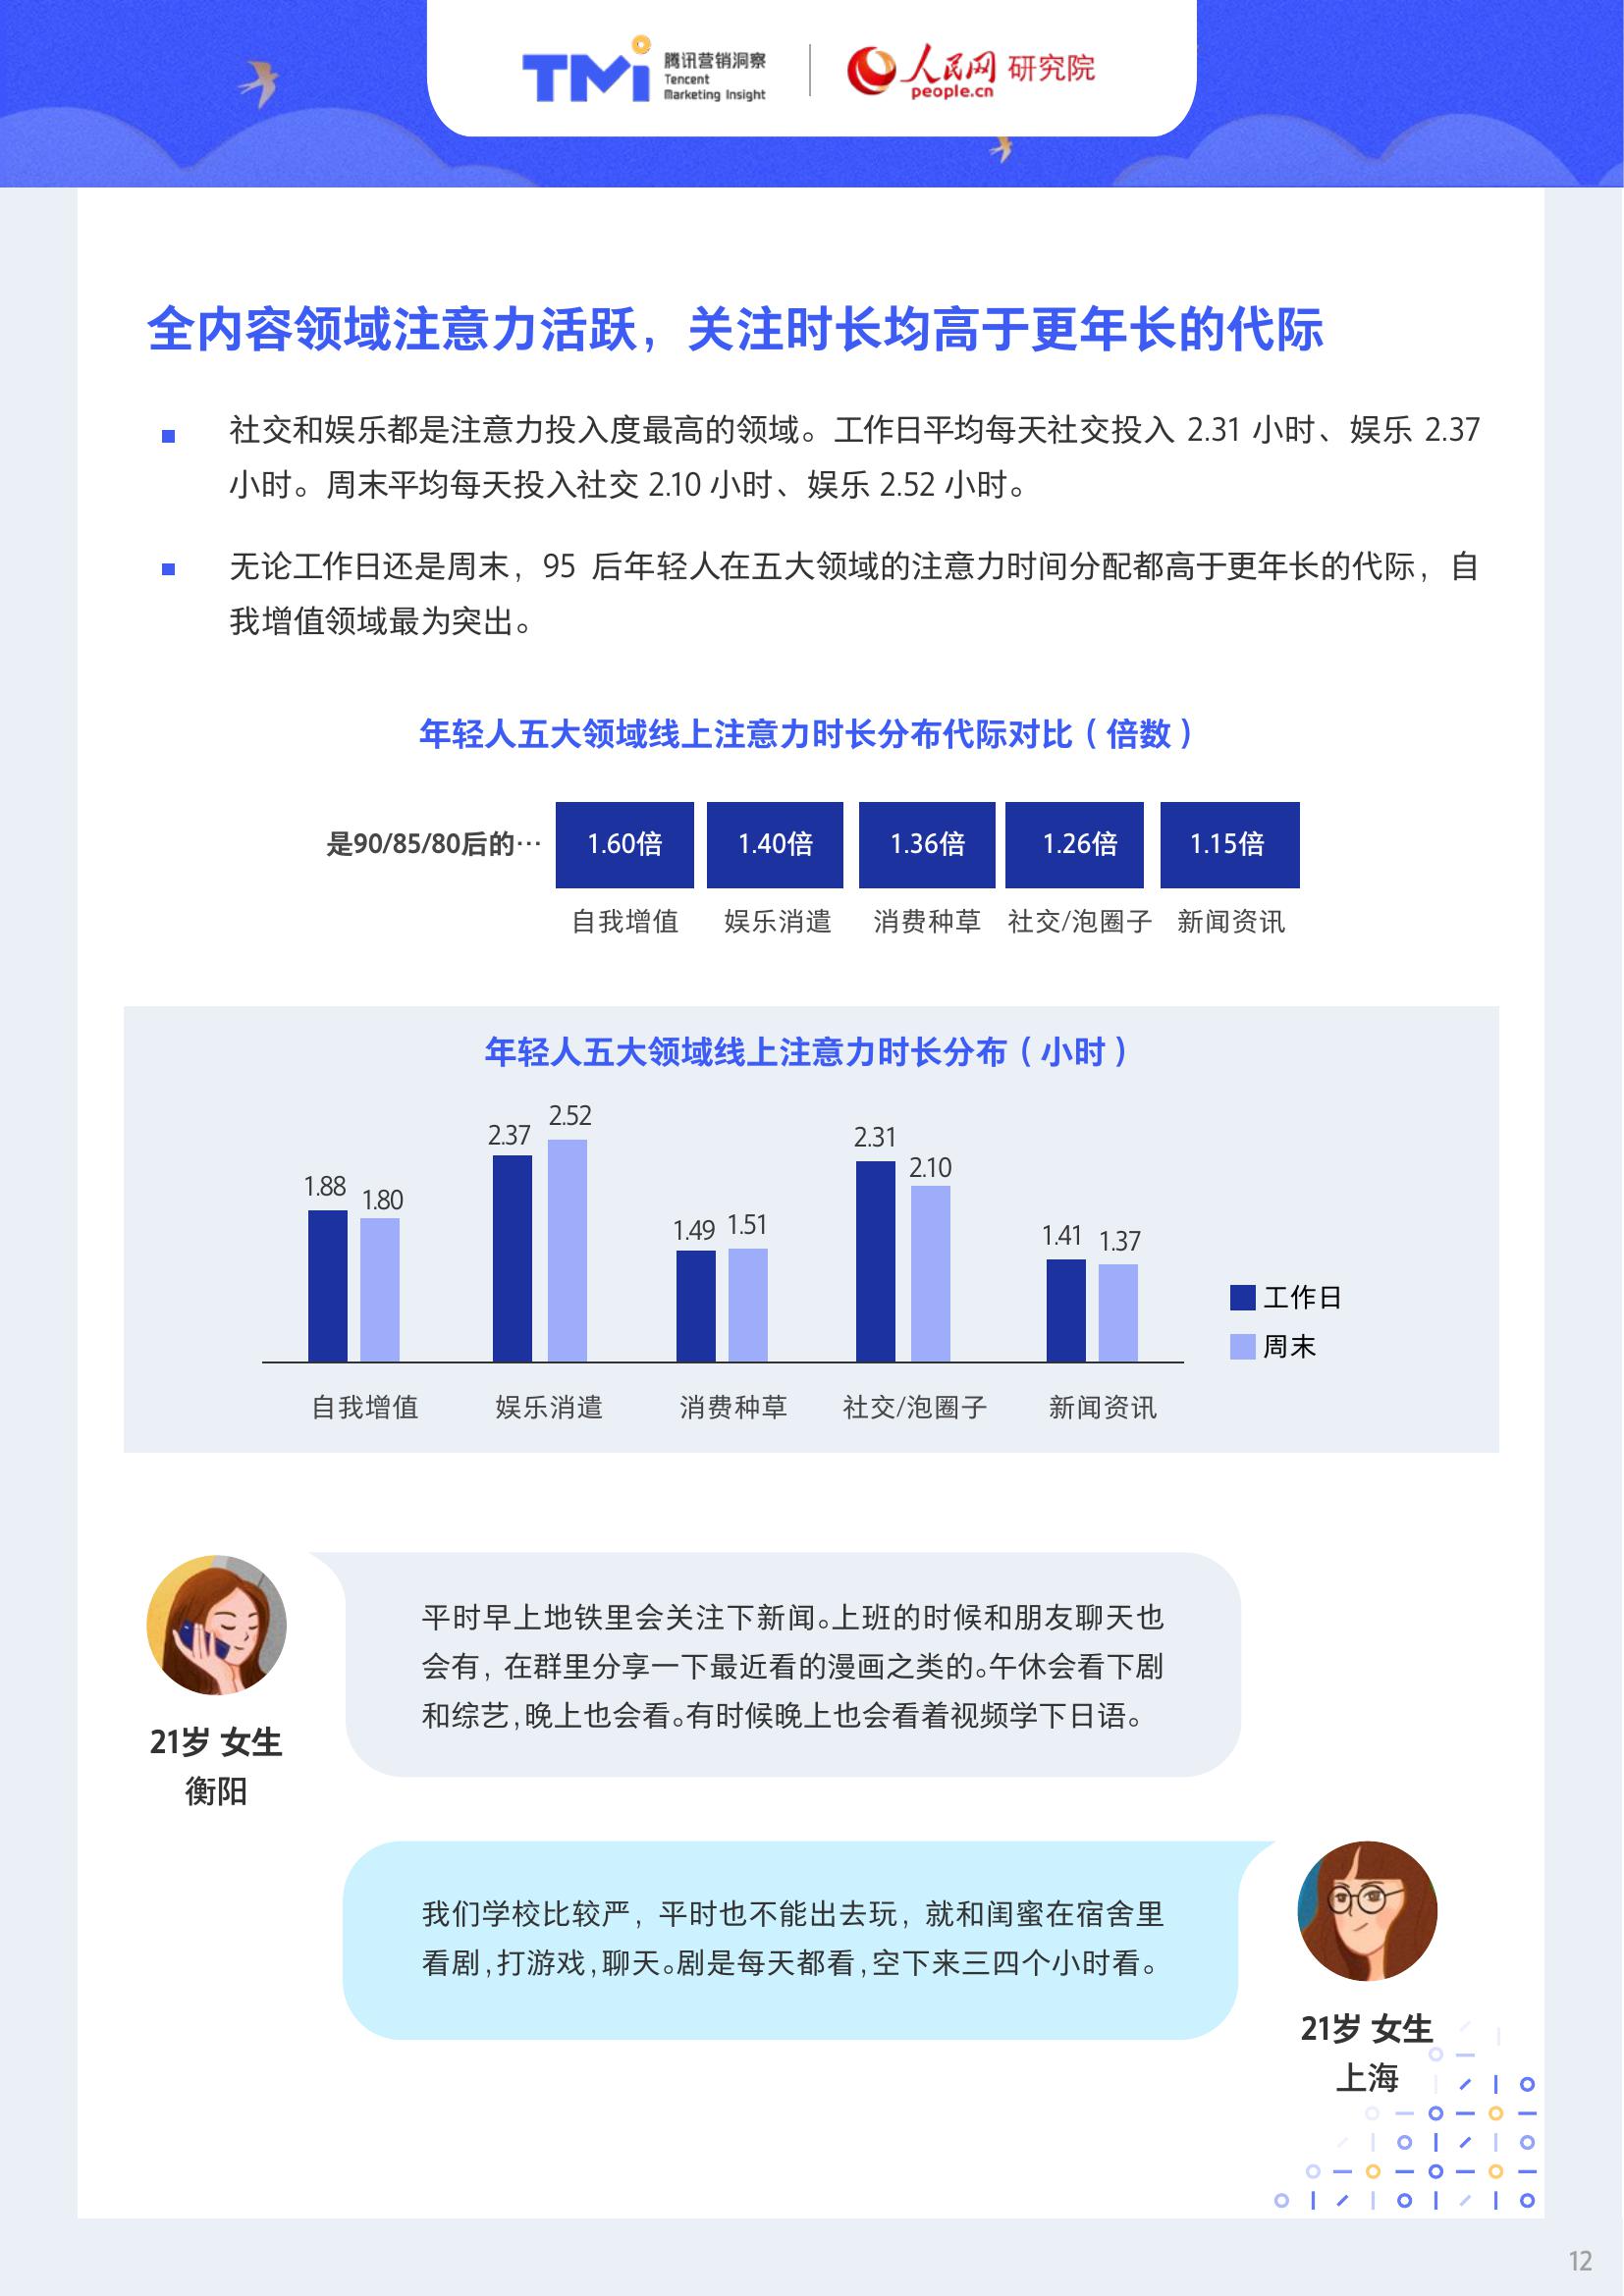 TMi 腾讯营销洞察
Tencent
Marketing Insight
人民网 研究院
people.cn
全内容领域注意力活跃，关注时长均高于更年长的代际
社交和娱乐都是注意力投入度最高的领域。工作日平均每天社交投入 2.31 小时、娱乐 2.37
小时。周末平均每天投入社交 2.10 小时、娱乐 2.52 小时。
无论工作日还是周末，95 后年轻人在五大领域的注意力时间分配都高于更年长的代际，自
我增值领域最为突出。
年轻人五大领域线上注意力时长分布代际对比（倍数）
是90/85/80后的… 1.60倍 1.40倍 1.36倍 1.26倍 1.15倍
自我增值 娱乐消遣 消费种草 社交/泡圈子 新闻资讯
年轻人五大领域线上注意力时长分布（小时）
1.88 1.80 2.37 2.52 1.49 1.51 2.31 2.10 1.41 1.37
工作日
周末
自我增值 娱乐消遣 消费种草 社交/泡圈子 新闻资讯
平时早上地铁里会关注下新闻。上班的时候和朋友聊天也
会有，在群里分享一下最近看的漫画之类的。午休会看下剧
和综艺，晚上也会看。有时候晚上也会看着视频学下日语。
21岁 女生
衡阳
我们学校比较严，平时也不能出去玩，就和闺蜜在宿舍里
看剧，打游戏，聊天。剧是每天都看，空下来三四个小时看。
21岁 女生
上海
12